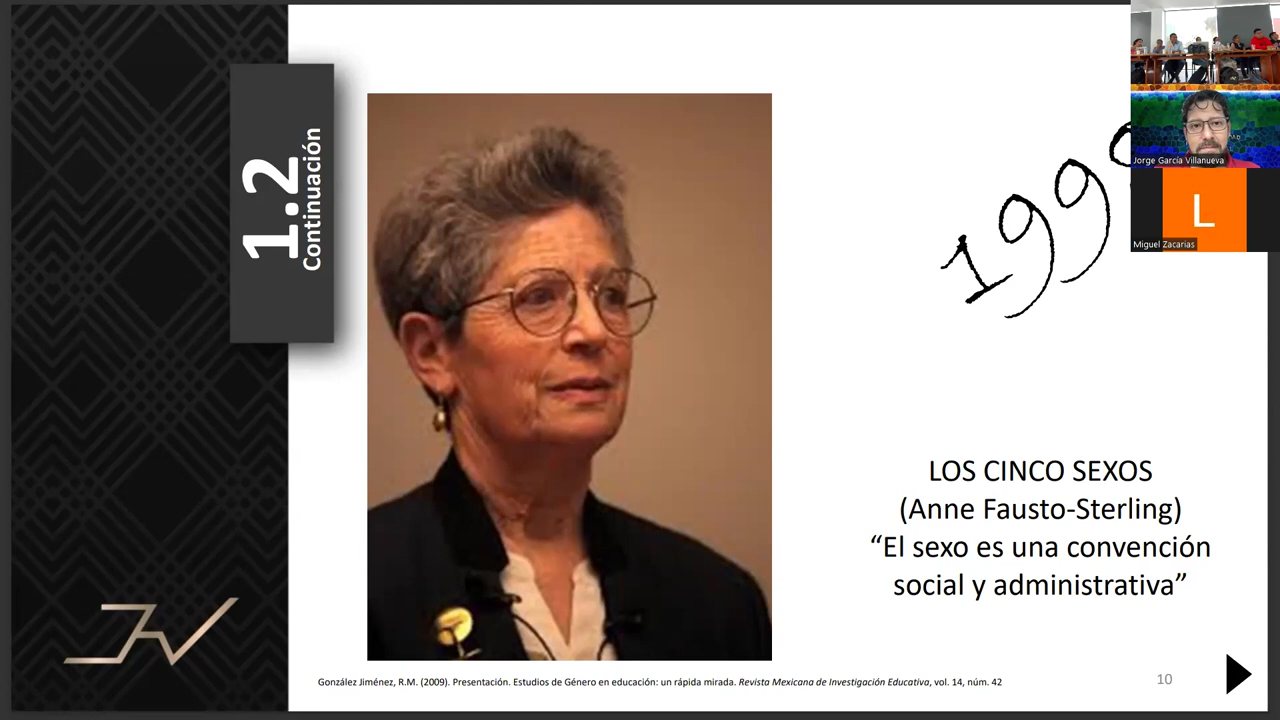 1.2
Continuación
199
Jorge García Villanueva
L
Miguel Zacarias
LOS CINCO SEXOS
(Anne Fausto-Sterling)
“El sexo es una convención
social y administrativa”
JV
González Jiménez, R.M. (2009). Presentación. Estudios de Género en educación: un rápida mirada. Revista Mexicana de Investigación Educativa, vol. 14, núm. 42
10